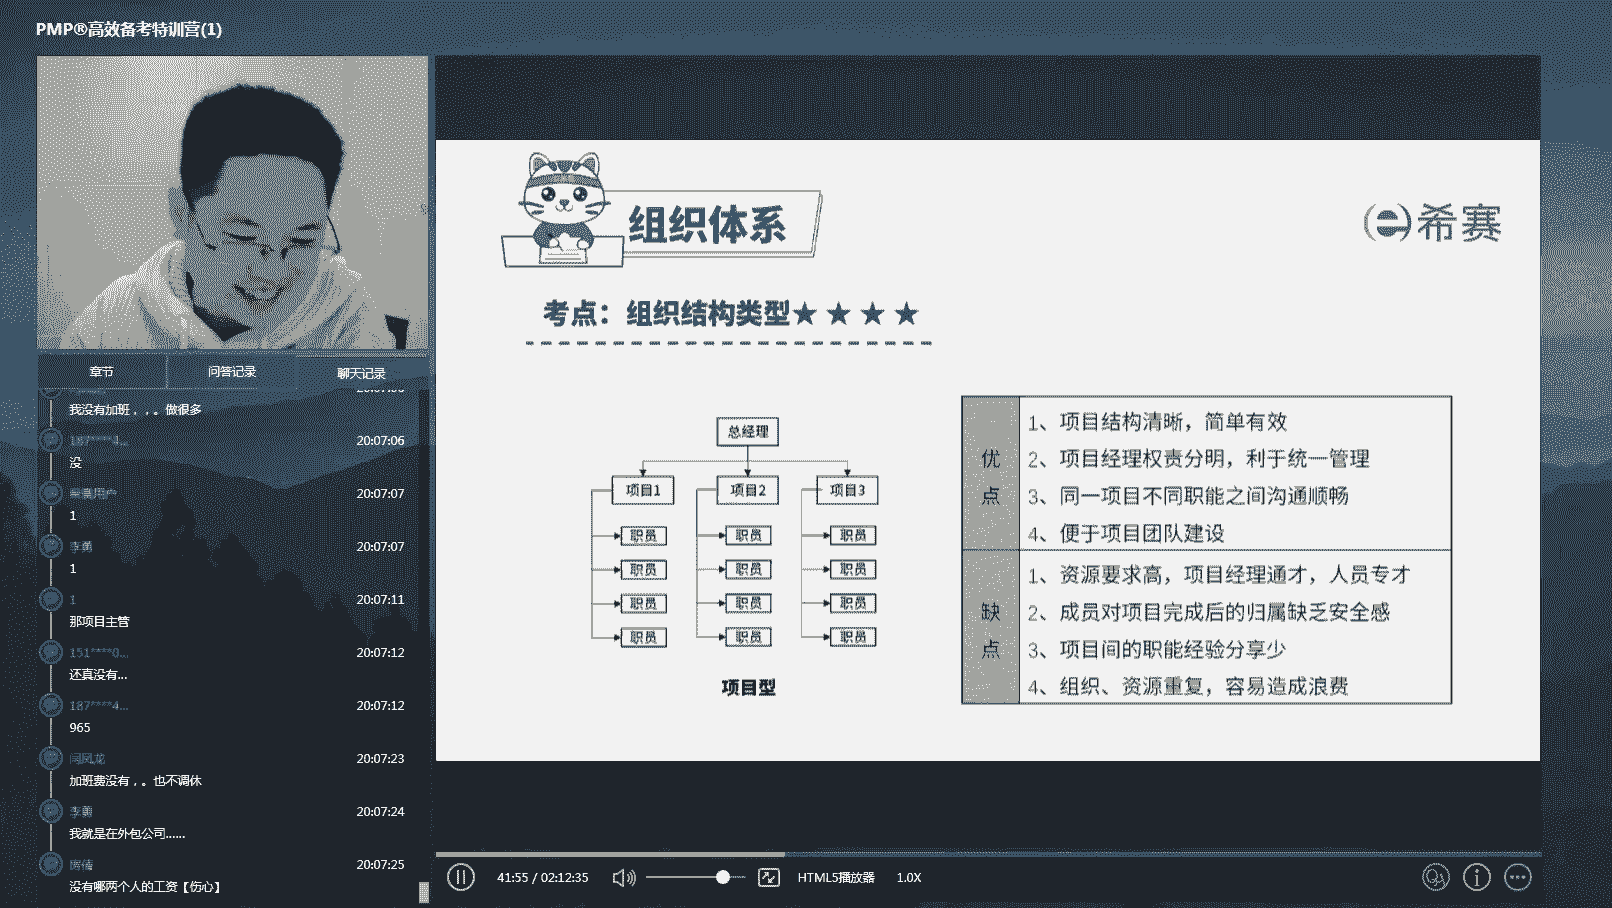 PMP®高效备考特训营(1)
章节
问答记录
聊天记录
我没有加班，，。做很多
187****4...
20:07:06
没
20:07:07
1
李勇
20:07:07
1
1
20:07:11
那项目主管
151****0...
20:07:12
还真没有...
187****4...
20:07:12
965
闫凤龙
20:07:23
加班费没有，。也不调休
李勇
20:07:24
我就是在外包公司......
20:07:25
没有哪两个人的工资【伤心】
组织体系
希赛
考点：组织结构类型★★★★
总经理
项目1
项目2
项目3
职员
职员
职员
职员
职员
职员
职员
职员
职员
职员
职员
职员
项目型
优点
1、项目结构清晰，简单有效
2、项目经理权责分明，利于统一管理
3、同一项目不同职能之间沟通顺畅
4、便于项目团队建设
缺点
1、资源要求高，项目经理通才，人员专才
2、成员对项目完成后的归属缺乏安全感
3、项目间的职能经验分享少
4、组织、资源重复，容易造成浪费
41:55 / 02:12:35
HTML5播放器
1.0X